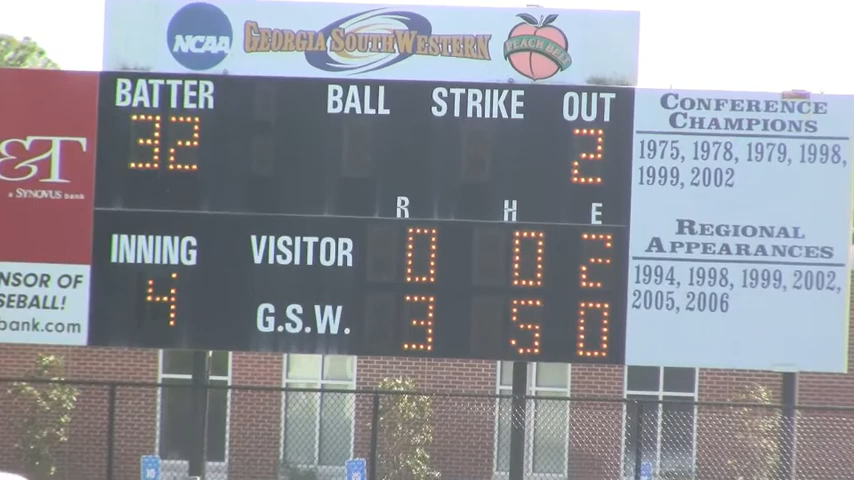 NCAA GEORGIA SOUTHWESTERN PEACH BELT
BATTER BALL STRIKE OUT
32 2
R H E
INNING VISITOR 0 0 2
4 G.S.W. 3 5 0
&T
a SYNOVUS bank
NSOR OF
SEBALL!
bank.com
CONFERENCE
CHAMPIONS
1975, 1978, 1979, 1998,
1999, 2002
REGIONAL
APPEARANCES
1994, 1998, 1999, 2002,
2005, 2006